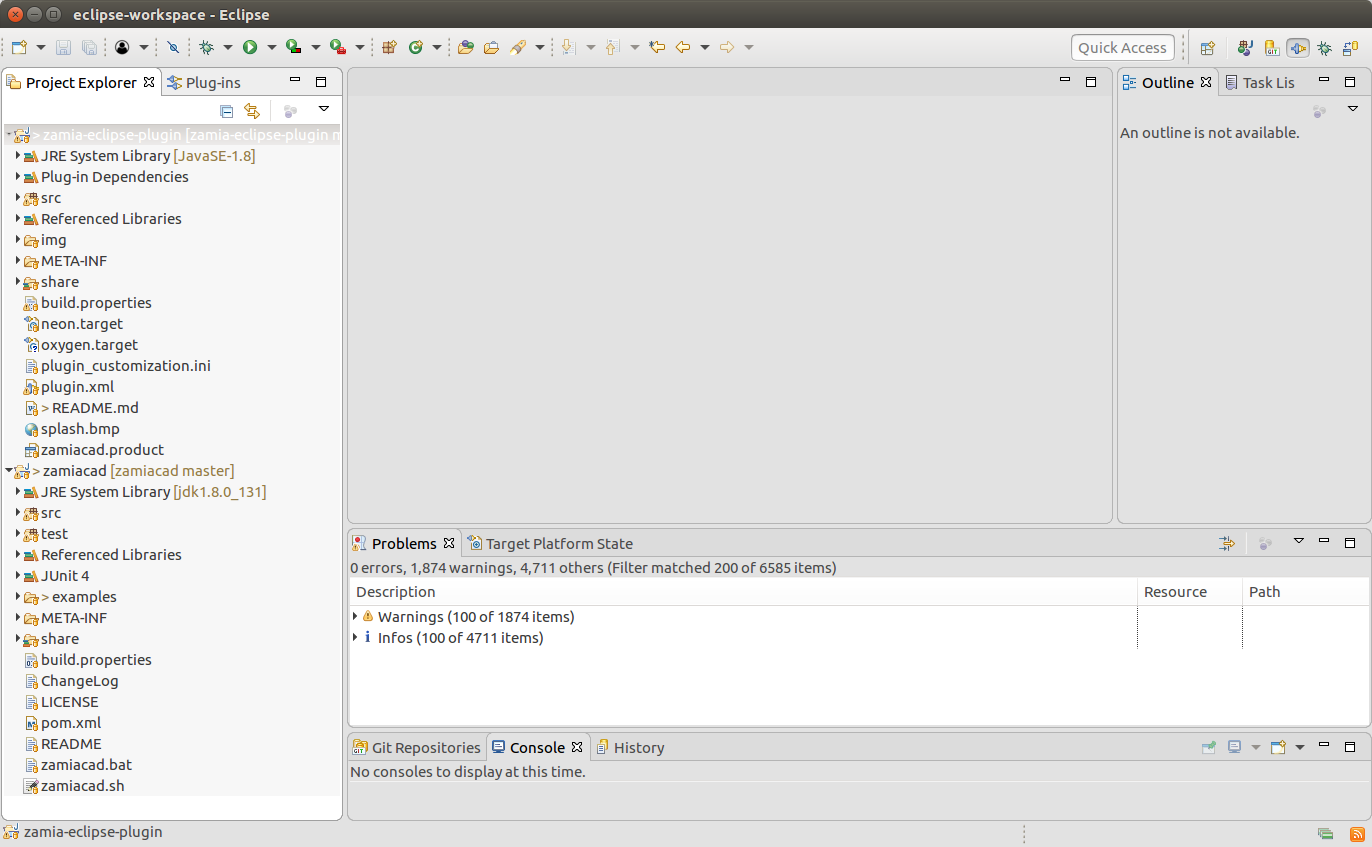 eclipse-workspace - Eclipse
Quick Access
Project Explorer
Plug-ins
> zamia-eclipse-plugin [zamia-eclipse-plugin m
JRE System Library [JavaSE-1.8]
Plug-in Dependencies
src
Referenced Libraries
img
META-INF
share
build.properties
neon.target
oxygen.target
plugin_customization.ini
plugin.xml
> README.md
splash.bmp
zamiacad.product
> zamiacad [zamiacad master]
JRE System Library [jdk1.8.0_131]
src
test
Referenced Libraries
JUnit 4
> examples
META-INF
share
build.properties
ChangeLog
LICENSE
pom.xml
README
zamiacad.bat
zamiacad.sh
Outline
Task Lis
An outline is not available.
Problems
Target Platform State
0 errors, 1,874 warnings, 4,711 others (Filter matched 200 of 6585 items)
Description Resource Path
Warnings (100 of 1874 items)
Infos (100 of 4711 items)
Git Repositories
Console
History
No consoles to display at this time.
zamia-eclipse-plugin